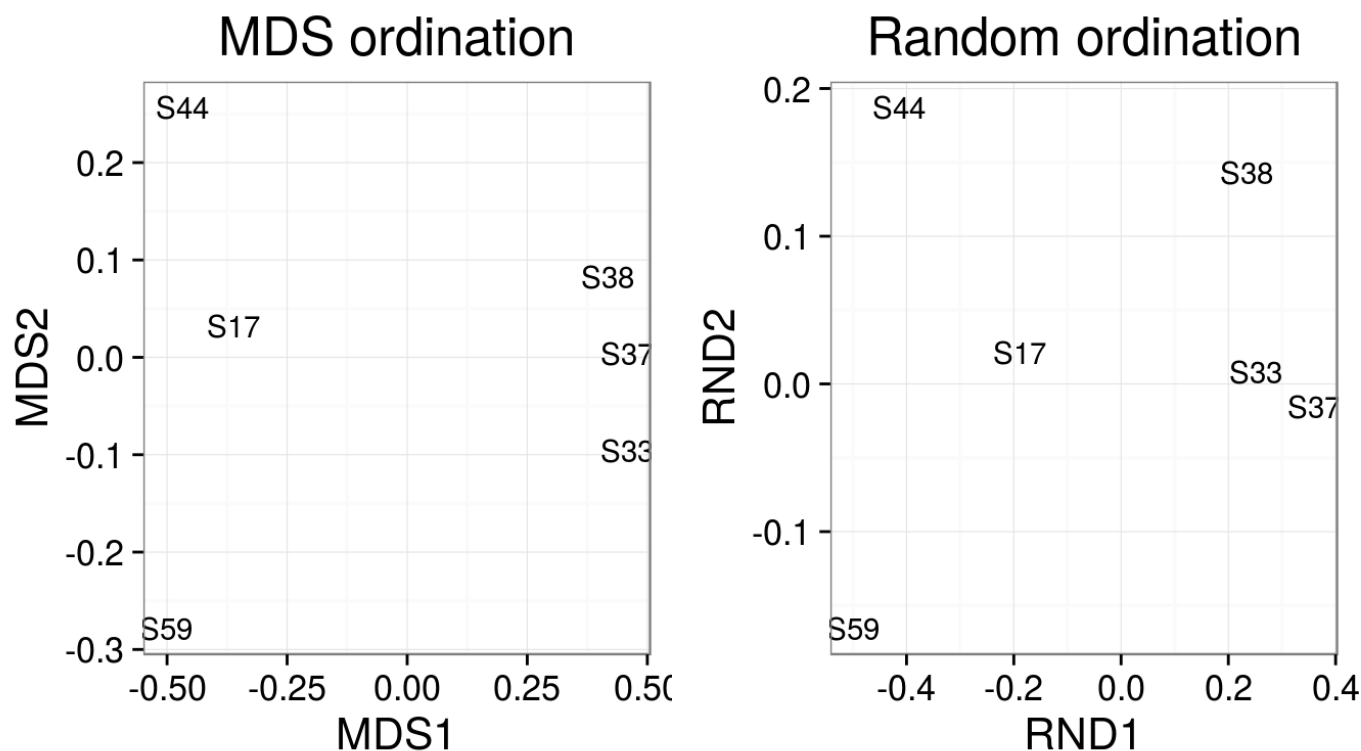 MDS ordination
S44
0.2
0.1
S38
S17
0.0
S37
MDS2
-0.1
S33
-0.2
S59
-0.3
-0.50 -0.25 0.00 0.25 0.50
MDS1
Random ordination
0.2
S44
S38
0.1
S17
S33
0.0
S37
RND2
-0.1
S59
-0.4 -0.2 0.0 0.2 0.4
RND1